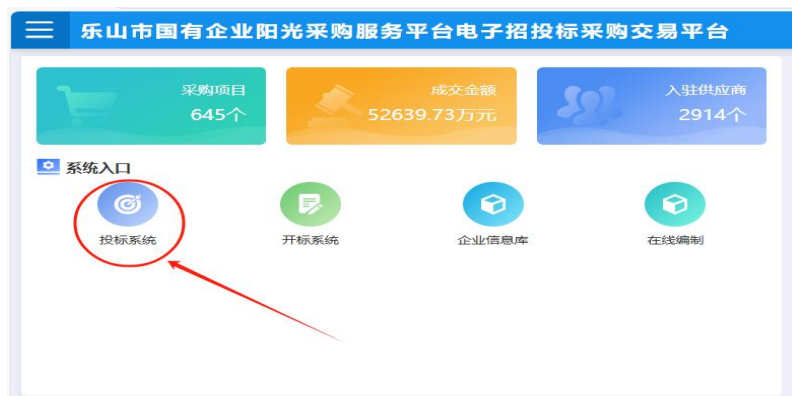 乐山市国有企业阳光采购服务平台电子招投标采购交易平台
采购项目
645个
成交金额
52639.73万元
入驻供应商
2914个
系统入口
投标系统
开标系统
企业信息库
在线编制